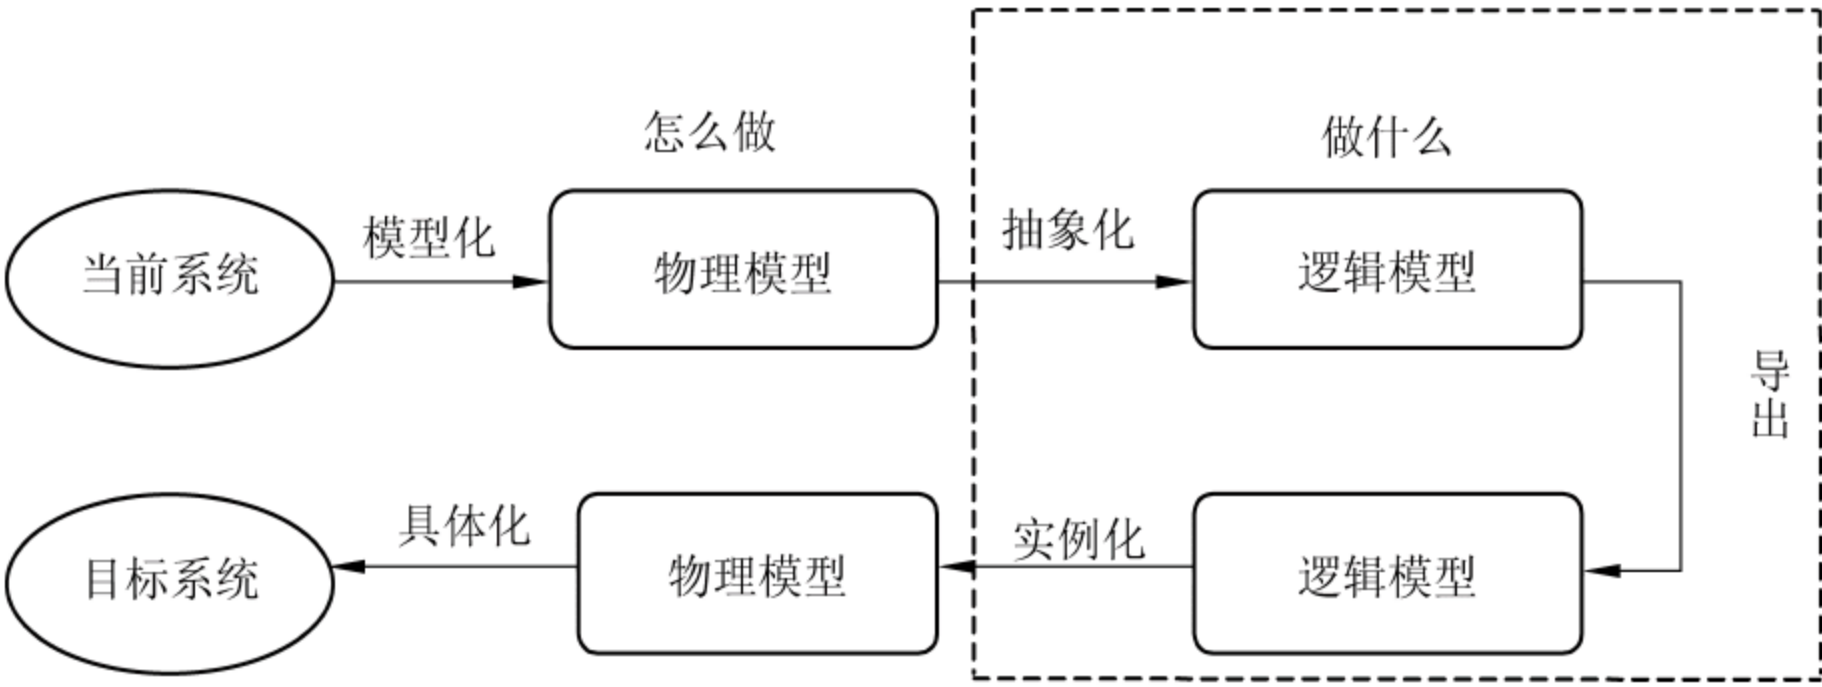 怎么做
做什么
当前系统
模型化
物理模型
抽象化
逻辑模型
导出
目标系统
具体化
物理模型
实例化
逻辑模型